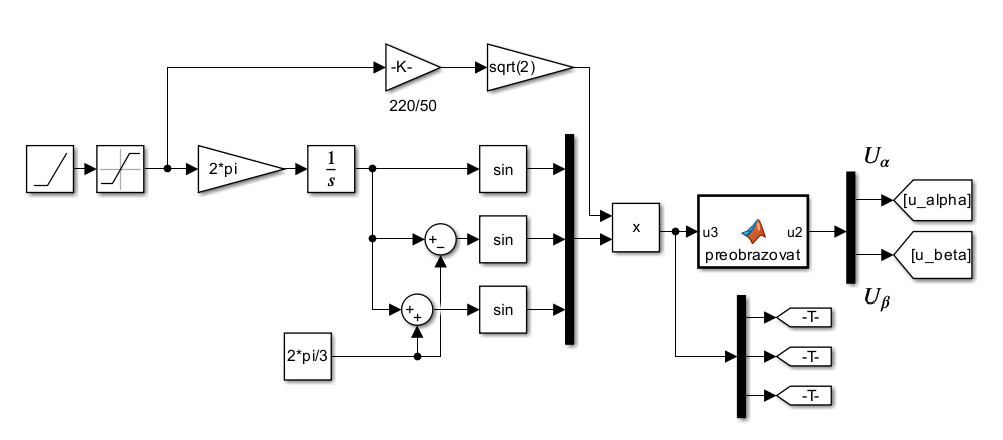 -K-
sqrt(2)
220/50
2*pi
1
s
sin
x
sin
sin
+
−
+
+
2*pi/3
u3
u2
preobrazovat
Uα
[u_alpha]
[u_beta]
Uβ
-T-
-T-
-T-